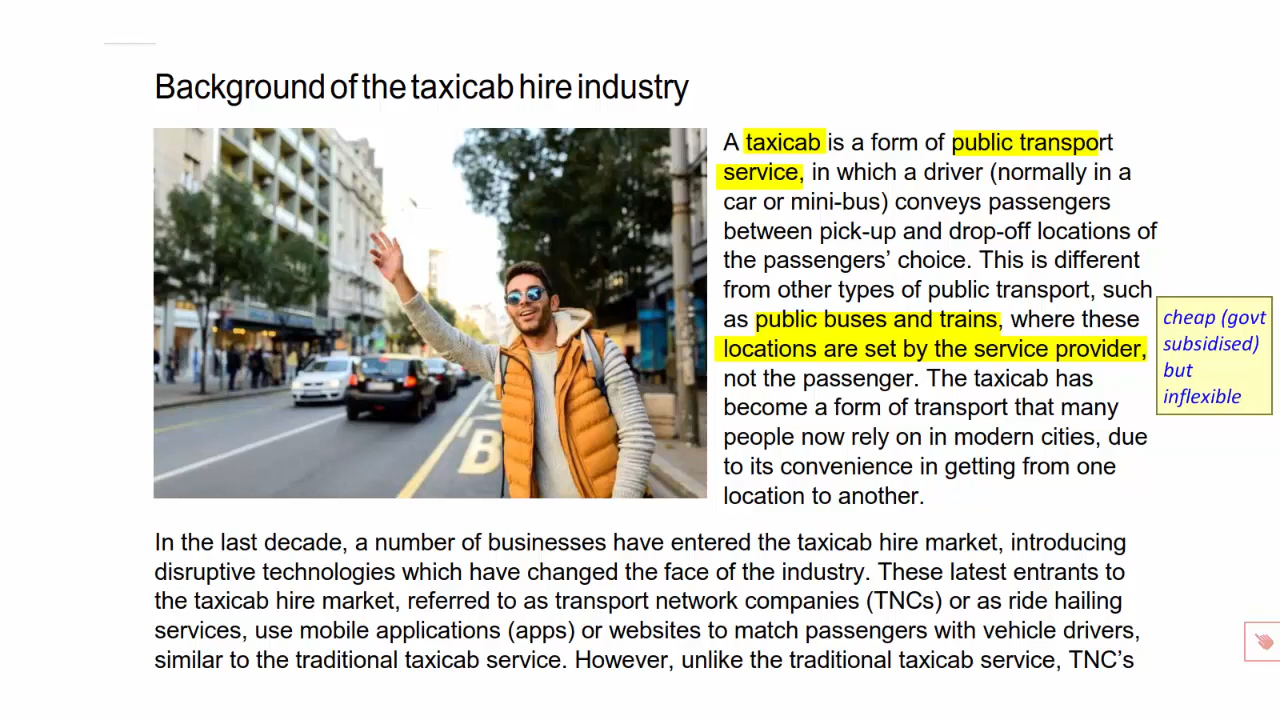 Background of the taxicab hire industry
A taxicab is a form of public transport
service, in which a driver (normally in a
car or mini-bus) conveys passengers
between pick-up and drop-off locations of
the passengers’ choice. This is different
from other types of public transport, such
as public buses and trains, where these
locations are set by the service provider,
not the passenger. The taxicab has
become a form of transport that many
people now rely on in modern cities, due
to its convenience in getting from one
location to another.
cheap (govt
subsidised)
but
inflexible
B
In the last decade, a number of businesses have entered the taxicab hire market, introducing
disruptive technologies which have changed the face of the industry. These latest entrants to
the taxicab hire market, referred to as transport network companies (TNCs) or as ride hailing
services, use mobile applications (apps) or websites to match passengers with vehicle drivers,
similar to the traditional taxicab service. However, unlike the traditional taxicab service, TNC’s